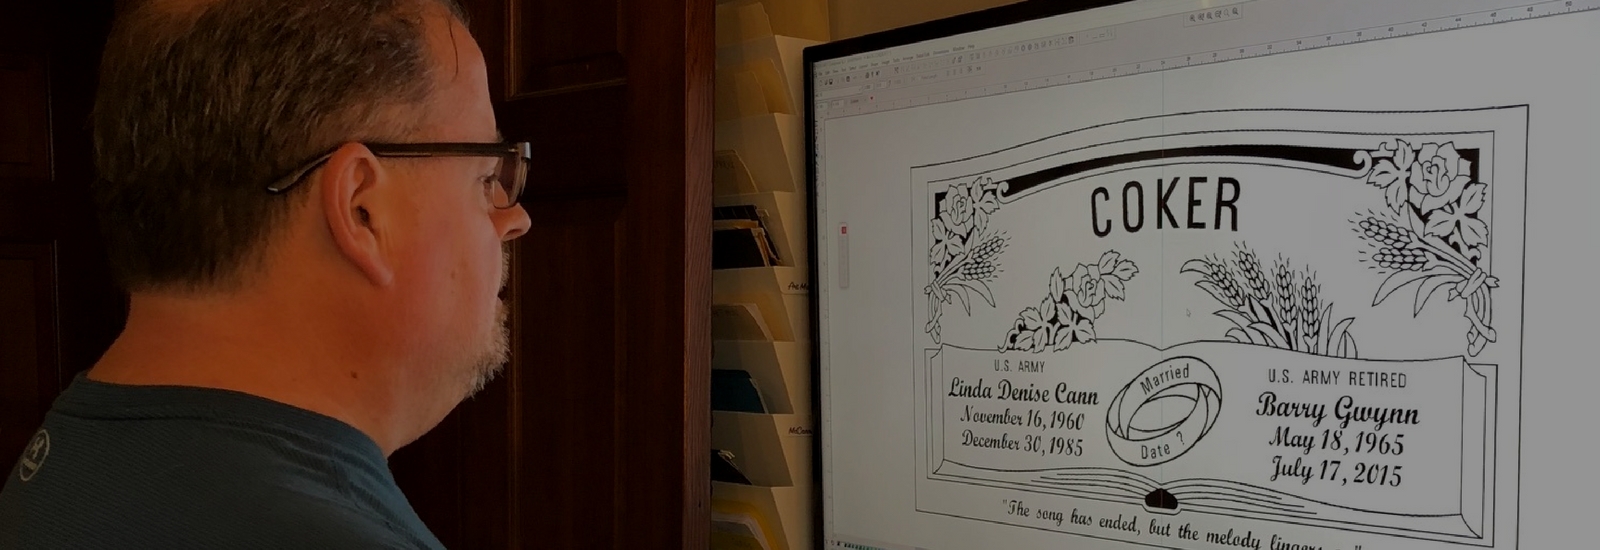 COKER
U.S. ARMY
Linda Denise Cann
November 16, 1960
December 30, 1985
Married
Date ?
U.S. ARMY RETIRED
Barry Gwynn
May 18, 1965
July 17, 2015
"The song has ended, but the melody lingers